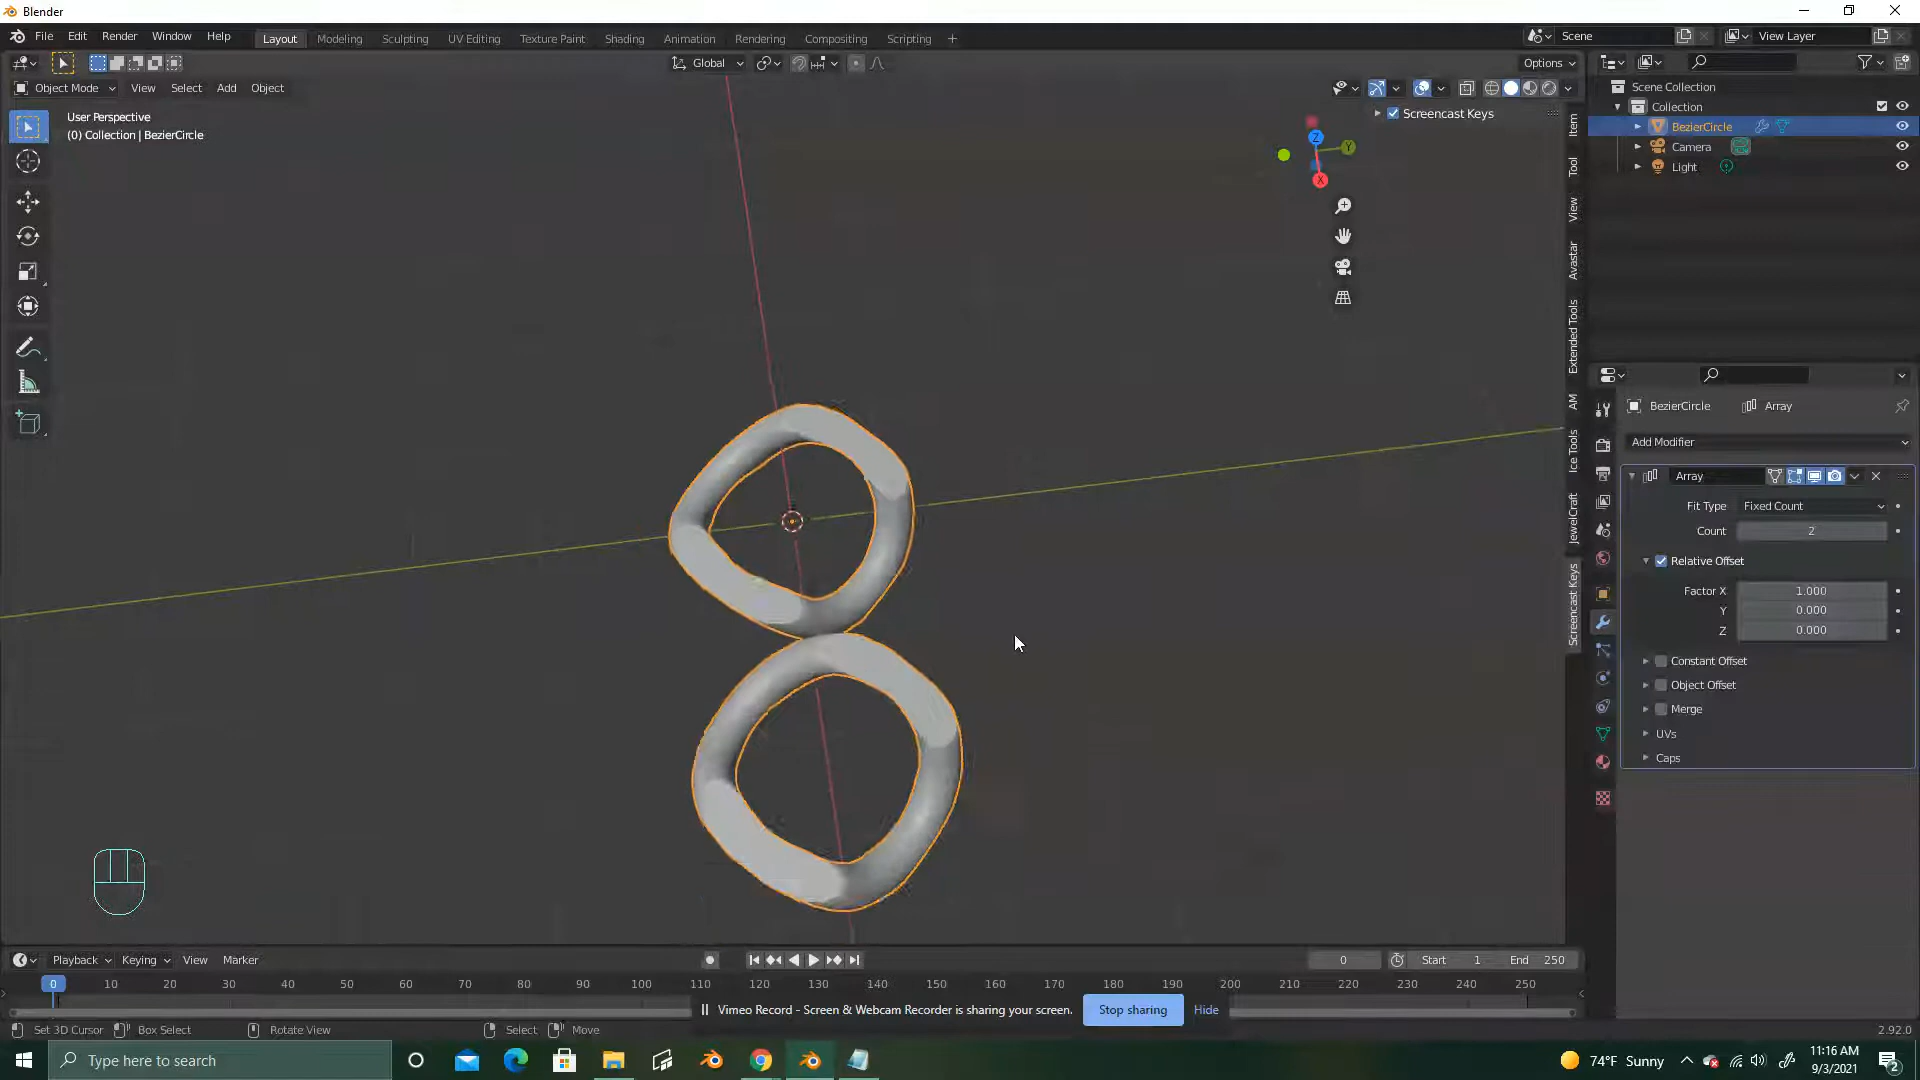 Blender
File Edit Render Window Help
Layout Modeling Sculpting UV Editing Texture Paint Shading Animation Rendering Compositing Scripting +
Scene
View Layer
Global
Options
Object Mode View Select Add Object
User Perspective
(0) Collection | BezierCircle
Screencast Keys
Z
Y
X
Item
Tool
View
Avastar
Extended Tools
AM
Ice Tools
JewelCraft
Screencast Keys
Scene Collection
Collection
BezierCircle
Camera
Light
BezierCircle Array
Add Modifier
Array
Fit Type Fixed Count
Count 2
Relative Offset
Factor X 1.000
Y 0.000
Z 0.000
Constant Offset
Object Offset
Merge
UVs
Caps
Playback Keying View Marker
0 Start 1 End 250
0 10 20 30 40 50 60 70 80 90 100 110 120 130 140 150 160 170 180 190 200 210 220 230 240 250
Vimeo Record - Screen & Webcam Recorder is sharing your screen. Stop sharing Hide
Set 3D Cursor Box Select Rotate View Select Move 2.92.0
Type here to search
74°F Sunny
11:16 AM
9/3/2021
2